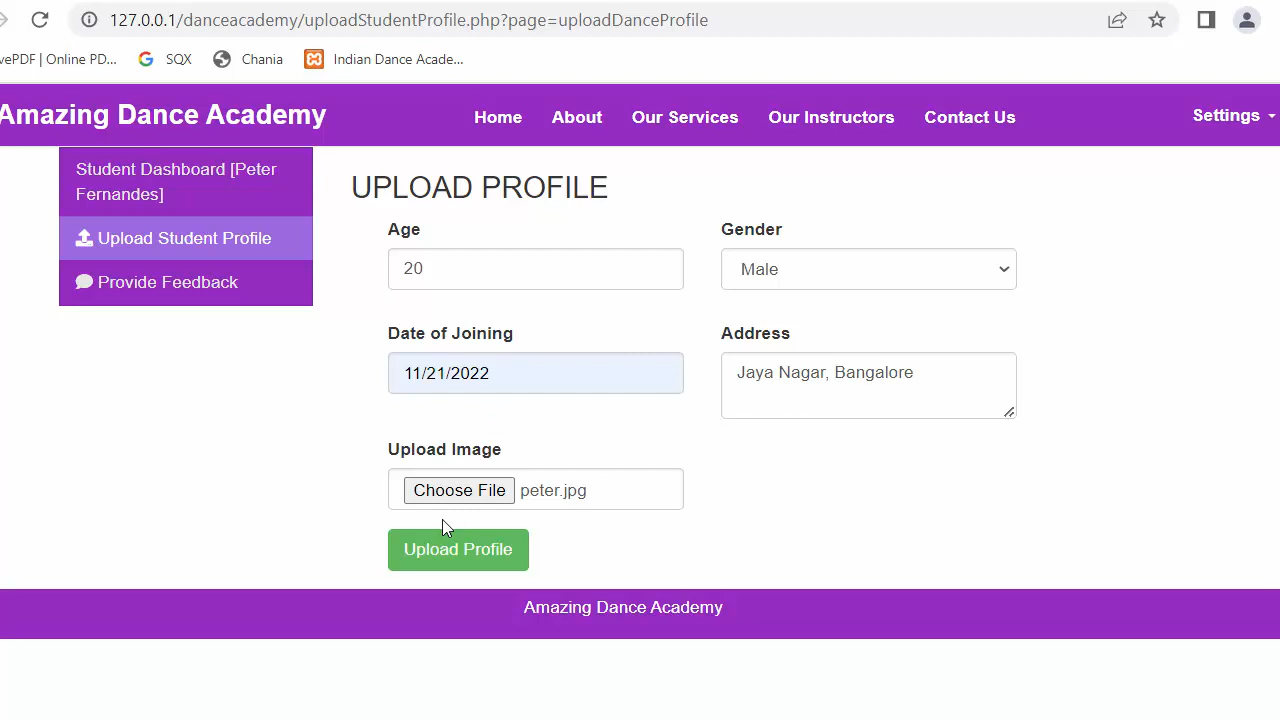 127.0.0.1/danceacademy/uploadStudentProfile.php?page=uploadDanceProfile
vePDF | Online PD...
SQX
Chania
Indian Dance Acade...
Amazing Dance Academy
Home
About
Our Services
Our Instructors
Contact Us
Settings
Student Dashboard [Peter
Fernandes]
Upload Student Profile
Provide Feedback
UPLOAD PROFILE
Age
Gender
20
Male
Date of Joining
Address
11/21/2022
Jaya Nagar, Bangalore
Upload Image
Choose File peter.jpg
Upload Profile
Amazing Dance Academy